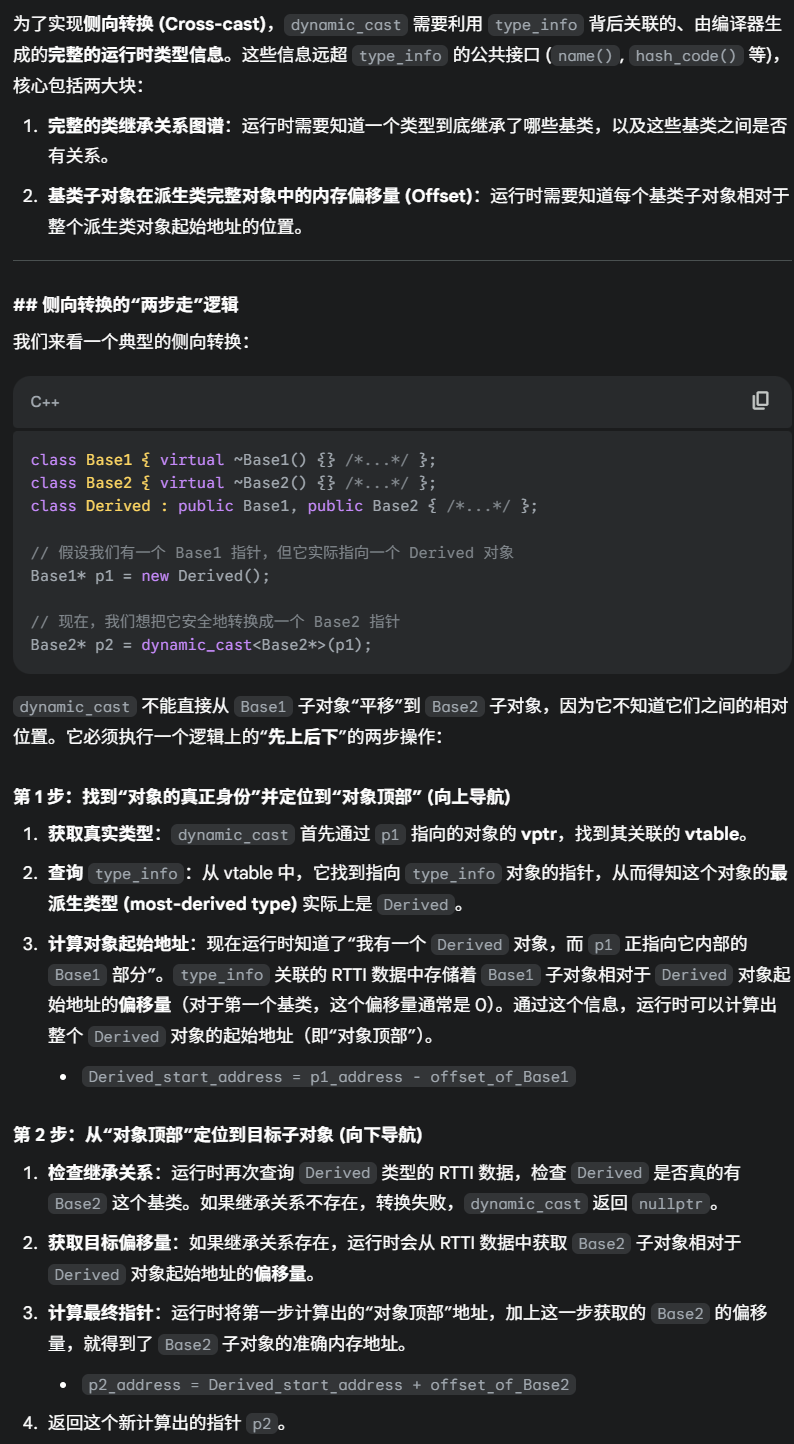 为了实现侧向转换 (Cross-cast)，dynamic_cast 需要利用 type_info 背后关联的、由编译器生
成的完整的运行时类型信息。这些信息远超 type_info 的公共接口 (name(), hash_code() 等)，
核心包括两大块：
1. 完整的类继承关系图谱：运行时需要知道一个类型到底继承了哪些基类，以及这些基类之间是否
有关系。
2. 基类子对象在派生类完整对象中的内存偏移量 (Offset)：运行时需要知道每个基类子对象相对于
整个派生类对象起始地址的位置。
## 侧向转换的“两步走”逻辑
我们来看一个典型的侧向转换：
C++
class Base1 { virtual ~Base1() {} /*...*/ };
class Base2 { virtual ~Base2() {} /*...*/ };
class Derived : public Base1, public Base2 { /*...*/ };
// 假设我们有一个 Base1 指针，但它实际指向一个 Derived 对象
Base1* p1 = new Derived();
// 现在，我们想把它安全地转换成一个 Base2 指针
Base2* p2 = dynamic_cast<Base2*>(p1);
dynamic_cast 不能直接从 Base1 子对象“平移”到 Base2 子对象，因为它不知道它们之间的相对
位置。它必须执行一个逻辑上的“先上后下”的两步操作：
第 1 步：找到“对象的真正身份”并定位到“对象顶部” (向上导航)
1. 获取真实类型：dynamic_cast 首先通过 p1 指向的对象的 vptr，找到其关联的 vtable。
2. 查询 type_info：从 vtable 中，它找到指向 type_info 对象的指针，从而得知这个对象的最
派生类型 (most-derived type) 实际上是 Derived。
3. 计算对象起始地址：现在运行时知道了“我有一个 Derived 对象，而 p1 正指向它内部的
Base1 部分”。type_info 关联的 RTTI 数据中存储着 Base1 子对象相对于 Derived 对象起
始地址的偏移量（对于第一个基类，这个偏移量通常是 0）。通过这个信息，运行时可以计算出
整个 Derived 对象的起始地址（即“对象顶部”）。
• Derived_start_address = p1_address - offset_of_Base1
第 2 步：从“对象顶部”定位到目标子对象 (向下导航)
1. 检查继承关系：运行时再次查询 Derived 类型的 RTTI 数据，检查 Derived 是否真的有
Base2 这个基类。如果继承关系不存在，转换失败，dynamic_cast 返回 nullptr。
2. 获取目标偏移量：如果继承关系存在，运行时会从 RTTI 数据中获取 Base2 子对象相对于
Derived 对象起始地址的偏移量。
3. 计算最终指针：运行时将第一步计算出的“对象顶部”地址，加上这一步获取的 Base2 的偏移
量，就得到了 Base2 子对象的准确内存地址。
• p2_address = Derived_start_address + offset_of_Base2
4. 返回这个新计算出的指针 p2。